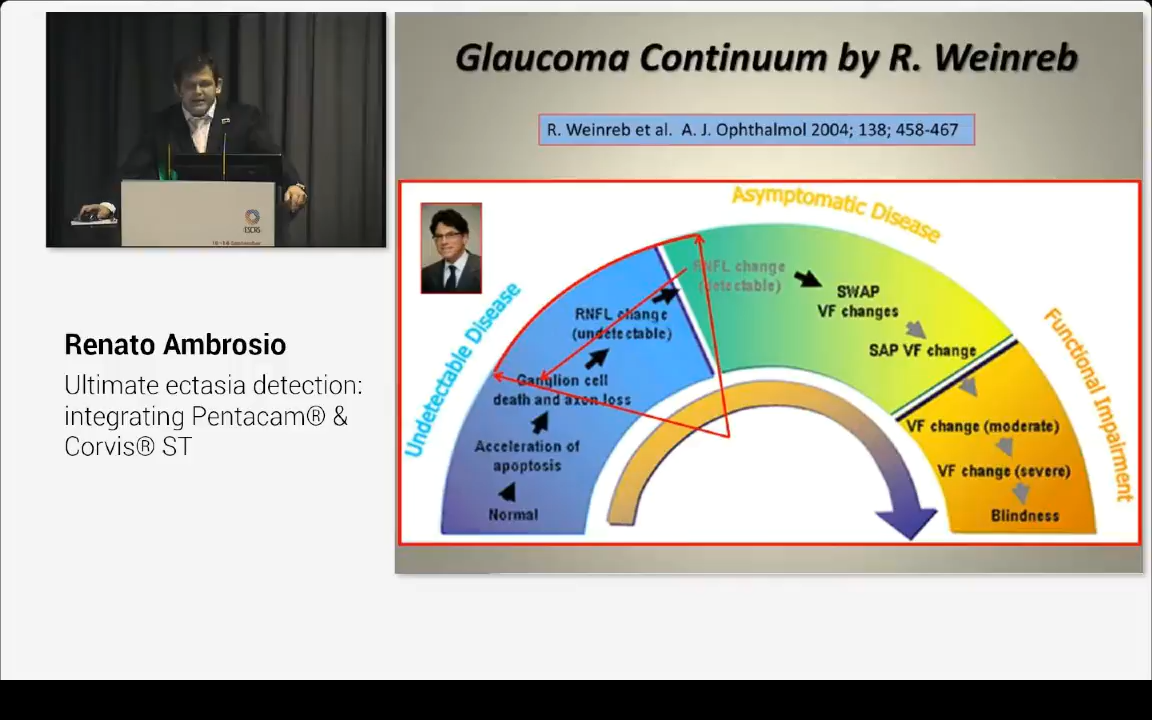 Glaucoma Continuum by R. Weinreb
R. Weinreb et al. A. J. Ophthalmol 2004; 138; 458-467
Asymptomatic Disease
Undetectable Disease
Functional Impairment
RNFL change
(detectable)
SWAP
VF changes
SAP VF change
RNFL change
(undetectable)
Ganglion cell
death and axon loss
Acceleration of
apoptosis
Normal
VF change (moderate)
VF change (severe)
Blindness
ESCRS
Renato Ambrosio
Ultimate ectasia detection:
integrating Pentacam® &
Corvis® ST